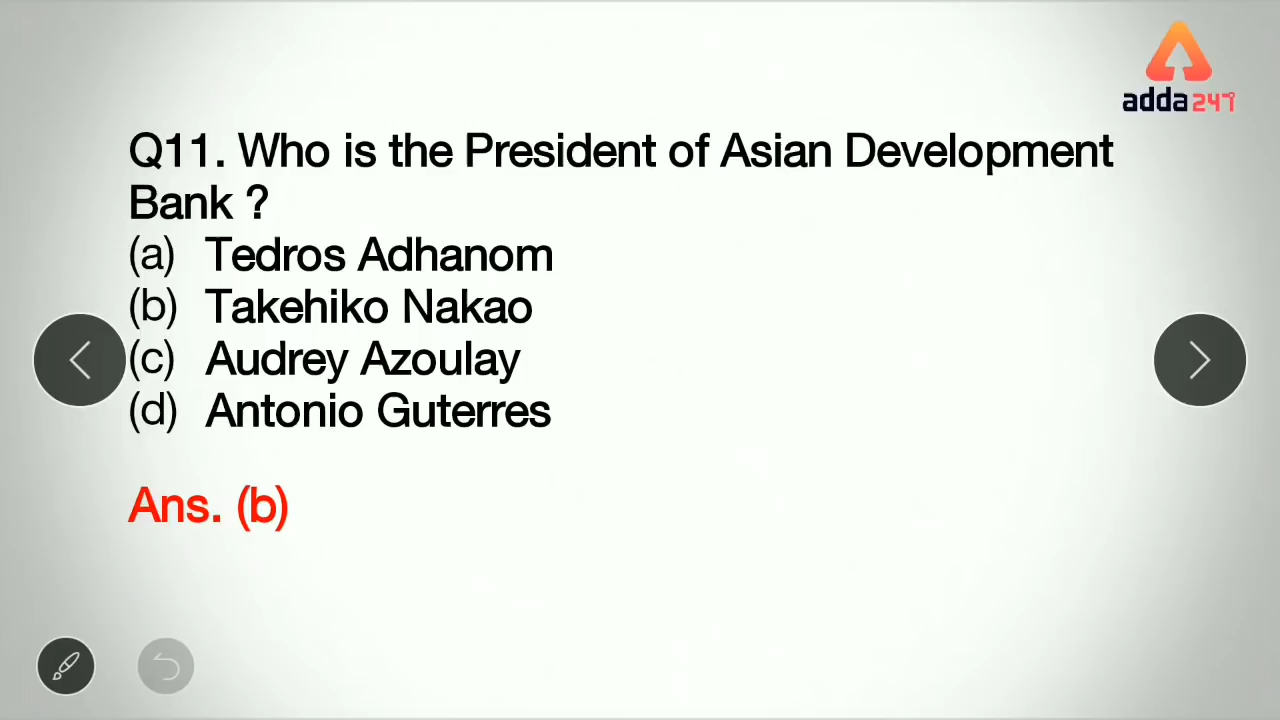 adda247
Q11. Who is the President of Asian Development
Bank ?
(a) Tedros Adhanom
(b) Takehiko Nakao
(c) Audrey Azoulay
(d) Antonio Guterres
Ans. (b)